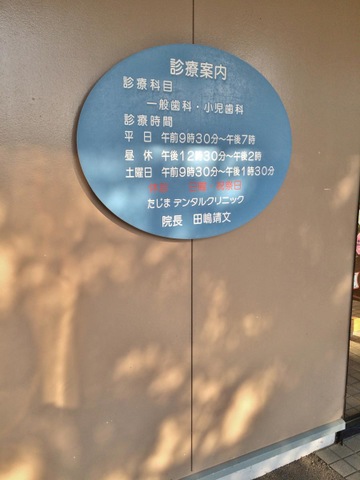 診療案内
診療科目
一般歯科・小児歯科
診療時間
平 日 午前9時30分〜午後7時
昼 休 午後12時30分〜午後2時
土曜日 午前9時30分〜午後1時30分
たじま デンタルクリニック
院長 田嶋靖文